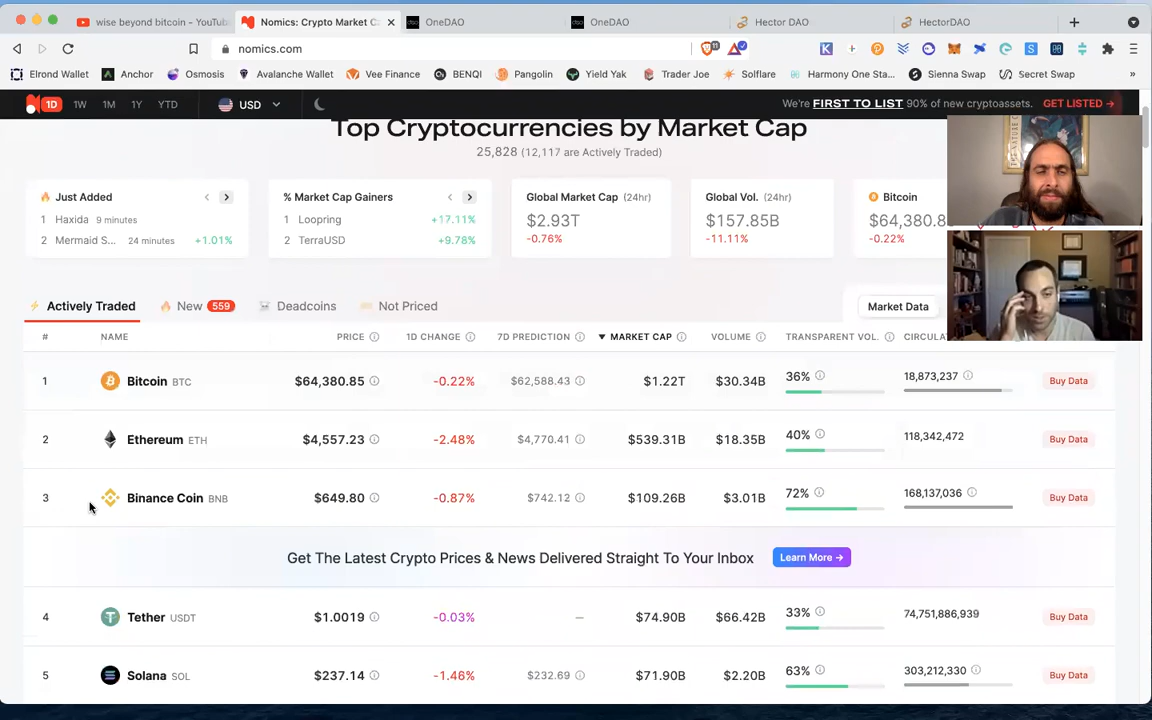 wise beyond bitcoin - YouTub
Nomics: Crypto Market C
OneDAO
OneDAO
Hector DAO
HectorDAO
nomics.com
Elrond Wallet
Anchor
Osmosis
Avalanche Wallet
Vee Finance
BENQI
Pangolin
Yield Yak
Trader Joe
Solflare
Harmony One Sta...
Sienna Swap
Secret Swap
1D 1W 1M 1Y YTD
USD
We're FIRST TO LIST 90% of new cryptoassets. GET LISTED →
Top Cryptocurrencies by Market Cap
25,828 (12,117 are Actively Traded)
Just Added
1 Haxida 9 minutes
2 Mermaid S... 24 minutes +1.01%
% Market Cap Gainers
1 Loopring +17.11%
2 TerraUSD +9.78%
Global Market Cap (24hr)
$2.93T
-0.76%
Global Vol. (24hr)
$157.85B
-11.11%
Bitcoin
$64,380.8
-0.22%
Actively Traded
New 559
Deadcoins
Not Priced
Market Data
# NAME PRICE 1D CHANGE 7D PREDICTION MARKET CAP VOLUME TRANSPARENT VOL. CIRCULA
1 Bitcoin BTC $64,380.85 -0.22% $62,588.43 $1.22T $30.34B 36% 18,873,237 Buy Data
2 Ethereum ETH $4,557.23 -2.48% $4,770.41 $539.31B $18.35B 40% 118,342,472 Buy Data
3 Binance Coin BNB $649.80 -0.87% $742.12 $109.26B $3.01B 72% 168,137,036 Buy Data
Get The Latest Crypto Prices & News Delivered Straight To Your Inbox Learn More →
4 Tether USDT $1.0019 -0.03% — $74.90B $66.42B 33% 74,751,886,939 Buy Data
5 Solana SOL $237.14 -1.46% $232.69 $71.90B $2.20B 63% 303,212,330 Buy Data